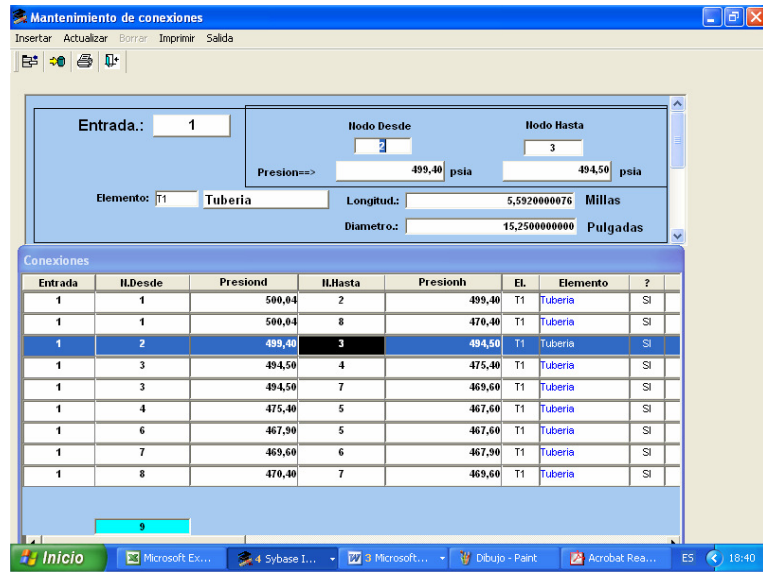 Mantenimiento de conexiones
Insertar Actualizar Borrar Imprimir Salida
Entrada.: 1
Nodo Desde Nodo Hasta
2 3
Presion==> 499,40 psia 494,50 psia
Elemento: T1 Tuberia Longitud.: 5,5920000076 Millas
Diametro.: 15,2500000000 Pulgadas
Conexiones
Entrada N.Desde Presiond N.Hasta Presionh El. Elemento ?
1 1 500,04 2 499,40 T1 Tuberia SI
1 1 500,04 8 470,40 T1 Tuberia SI
1 2 499,40 3 494,50 T1 Tuberia SI
1 3 494,50 4 475,40 T1 Tuberia SI
1 3 494,50 7 469,60 T1 Tuberia SI
1 4 475,40 5 467,60 T1 Tuberia SI
1 6 467,90 5 467,60 T1 Tuberia SI
1 7 469,60 6 467,90 T1 Tuberia SI
1 8 470,40 7 469,60 T1 Tuberia SI
9
Inicio Microsoft Ex... 4 Sybase I... 3 Microsoft... Dibujo - Paint Acrobat Rea... ES 18:40